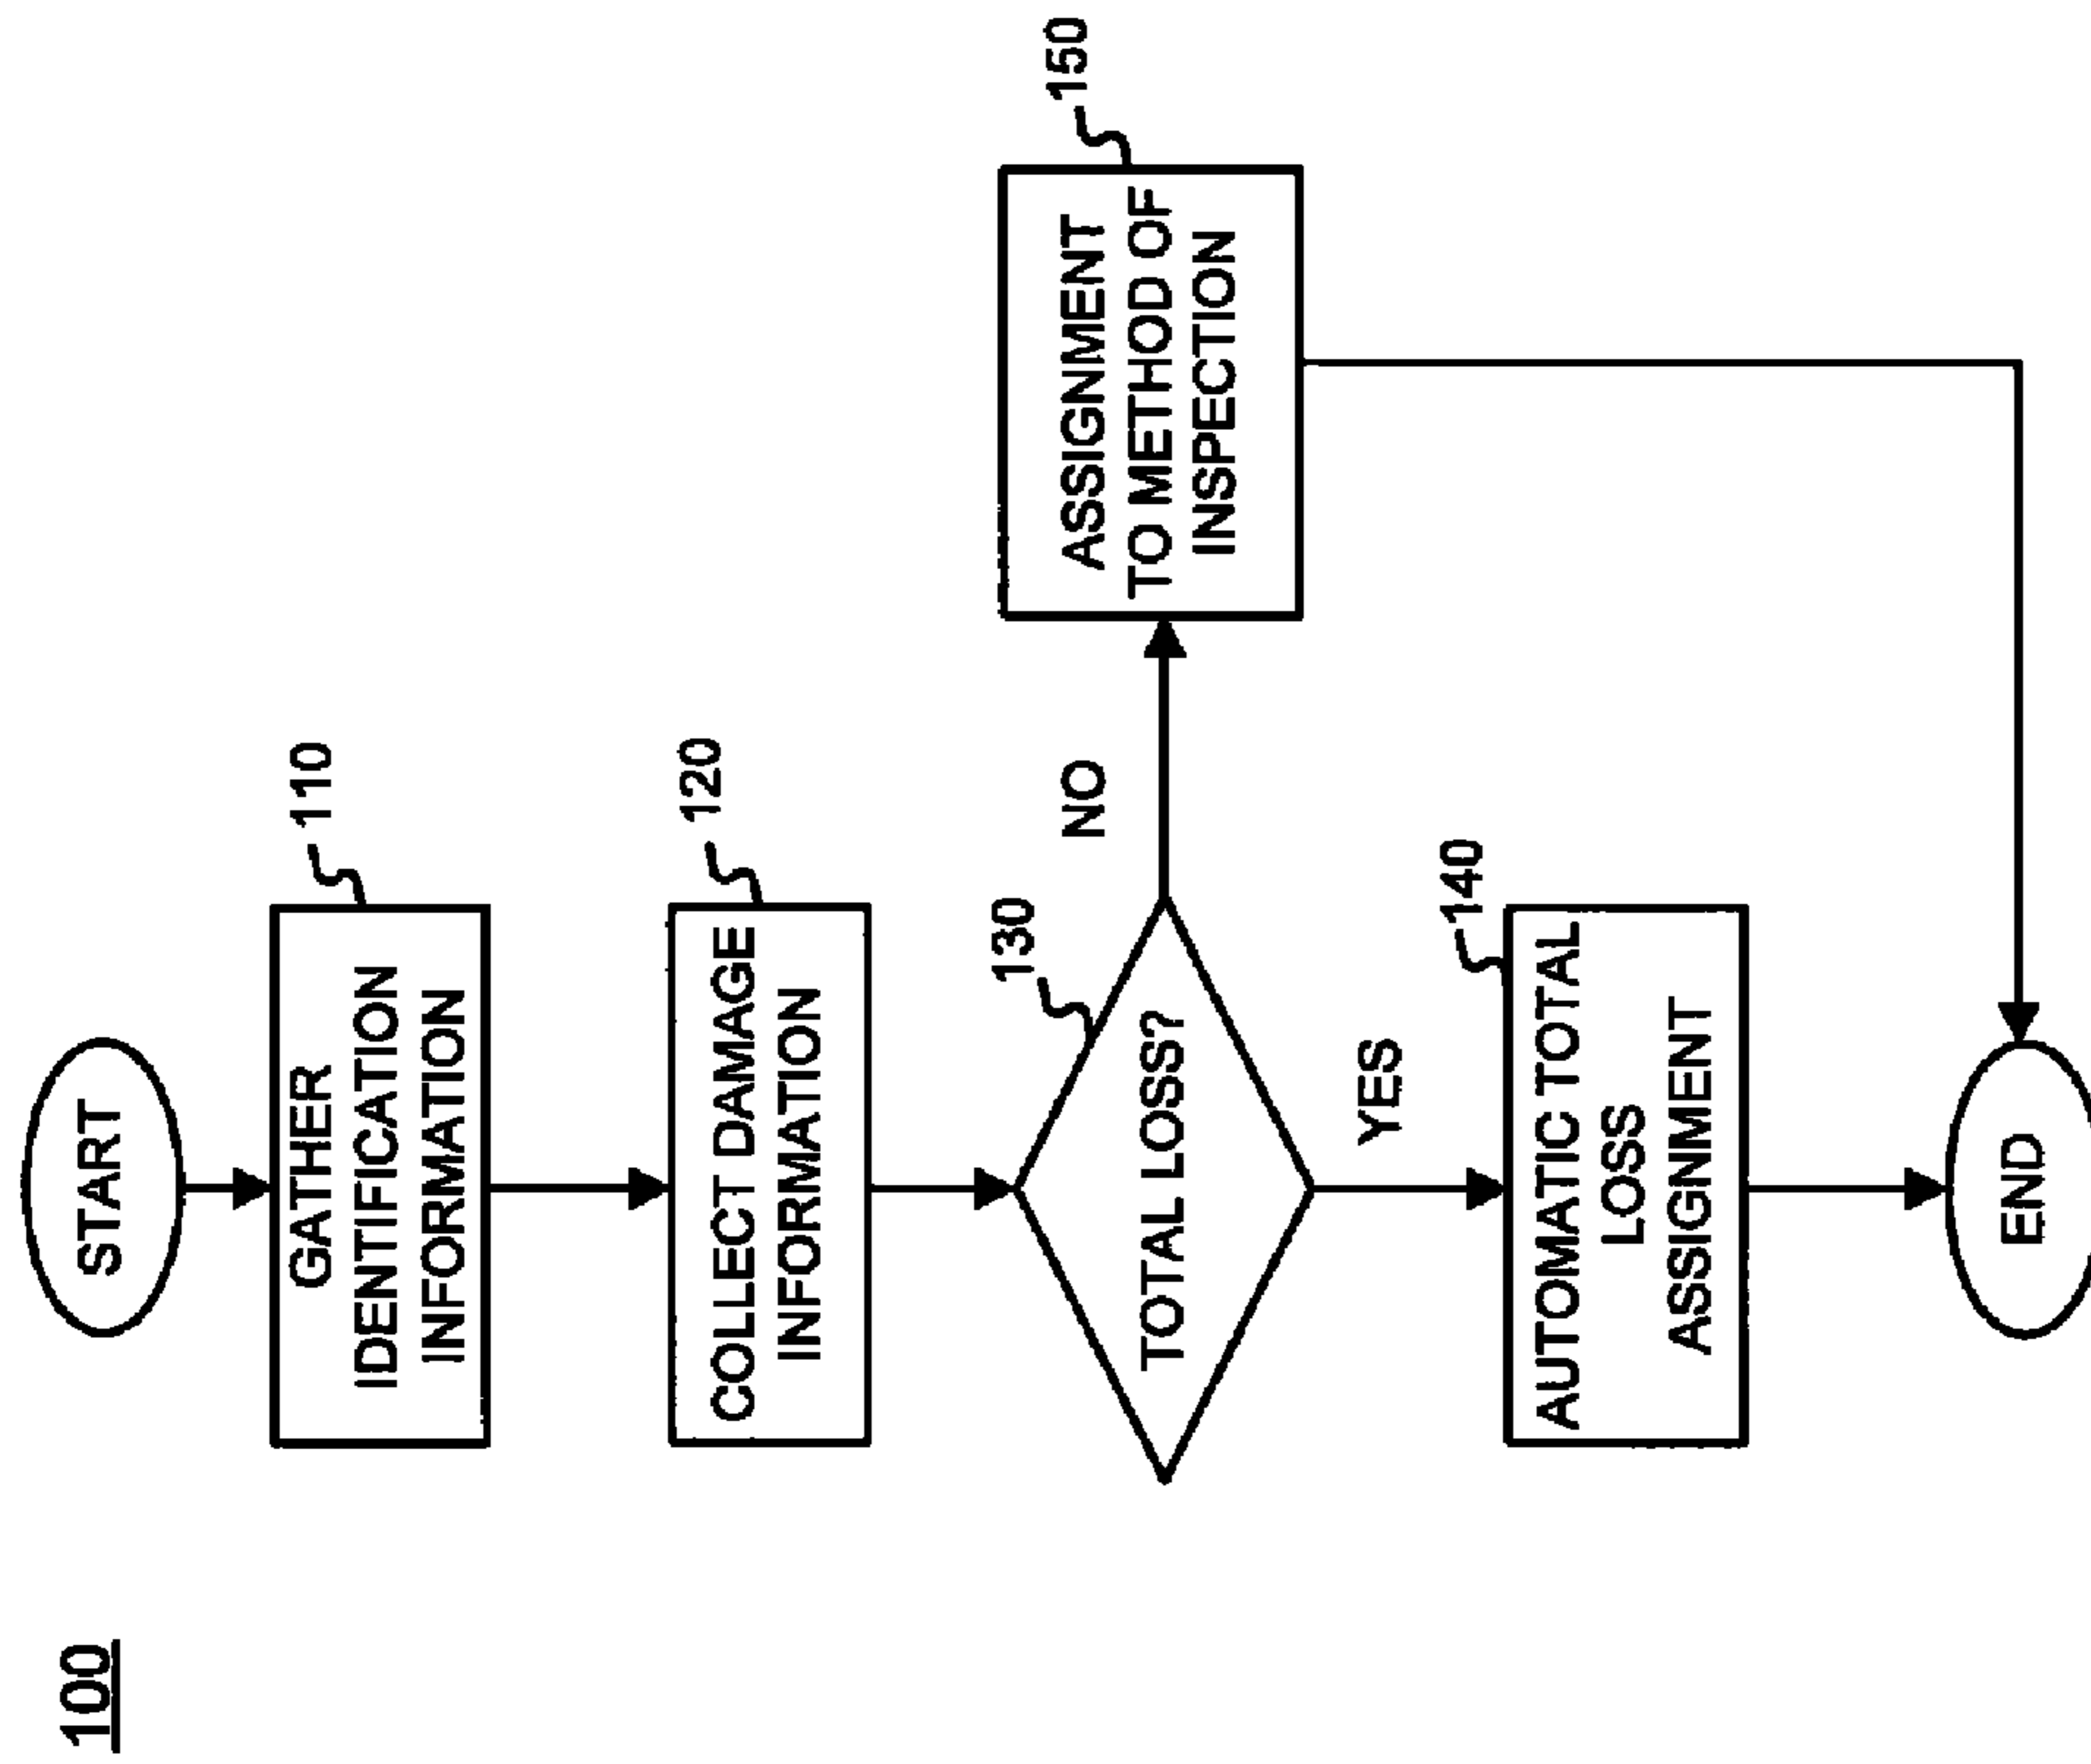 100
START
110
GATHER
IDENTIFICATION
INFORMATION
120
COLLECT DAMAGE
INFORMATION
130
TOTAL LOSS?
NO
150
ASSIGNMENT
TO METHOD OF
INSPECTION
YES
140
AUTOMATIC TOTAL
LOSS
ASSIGNMENT
END